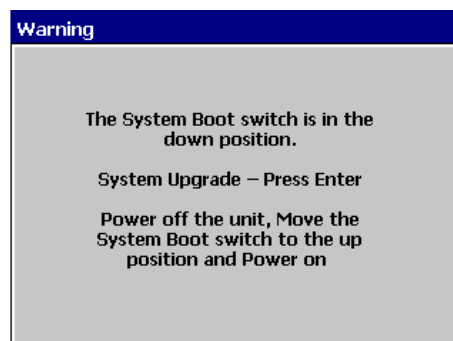 Warning
The System Boot switch is in the
down position.
System Upgrade – Press Enter
Power off the unit, Move the
System Boot switch to the up
position and Power on